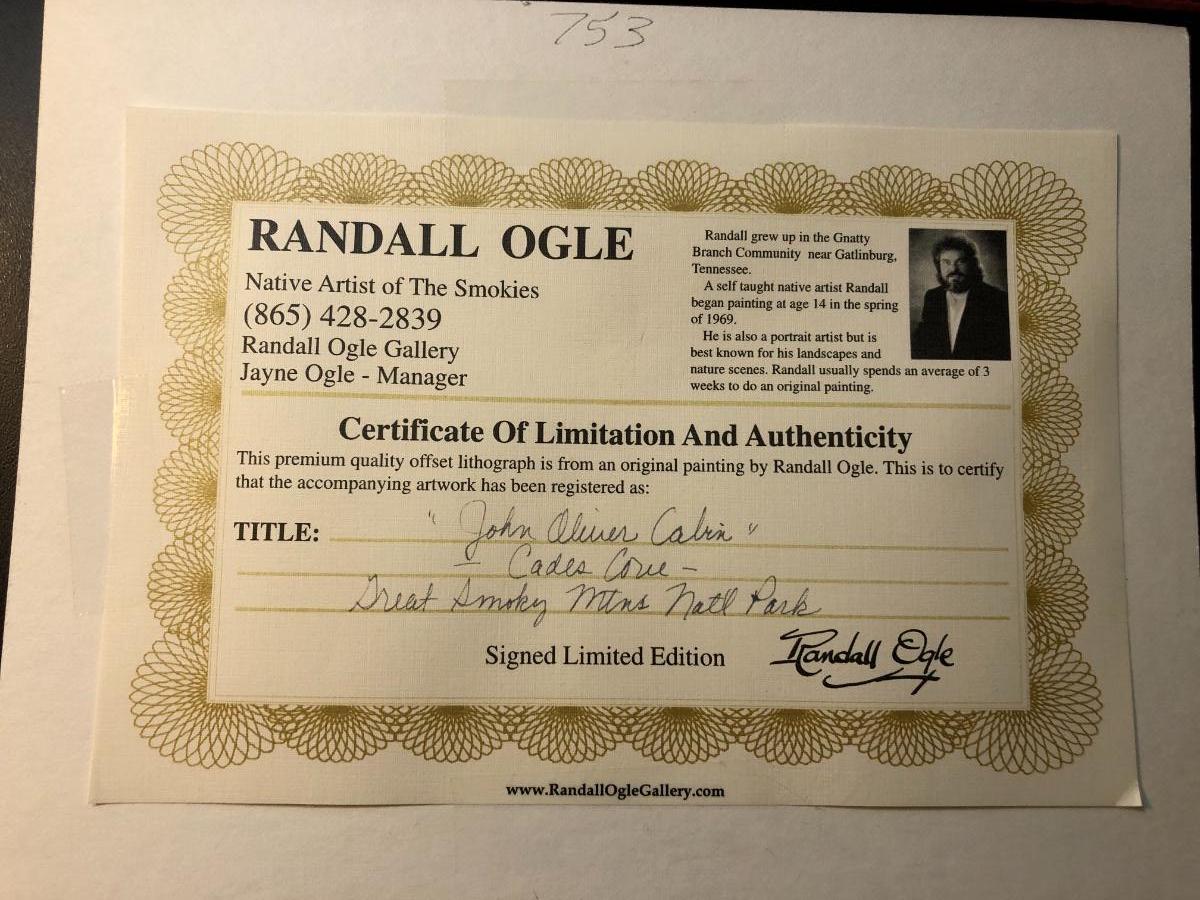 753
RANDALL OGLE
Native Artist of The Smokies
(865) 428-2839
Randall Ogle Gallery
Jayne Ogle - Manager
Randall grew up in the Gnatty
Branch Community near Gatlinburg,
Tennessee.
A self taught native artist Randall
began painting at age 14 in the spring
of 1969.
He is also a portrait artist but is
best known for his landscapes and
nature scenes. Randall usually spends an average of 3
weeks to do an original painting.
Certificate Of Limitation And Authenticity
This premium quality offset lithograph is from an original painting by Randall Ogle. This is to certify
that the accompanying artwork has been registered as:
TITLE: "John Oliver Cabin"
- Cades Cove -
Great Smoky Mtns Natl Park
Signed Limited Edition Randall Ogle
www.RandallOgleGallery.com